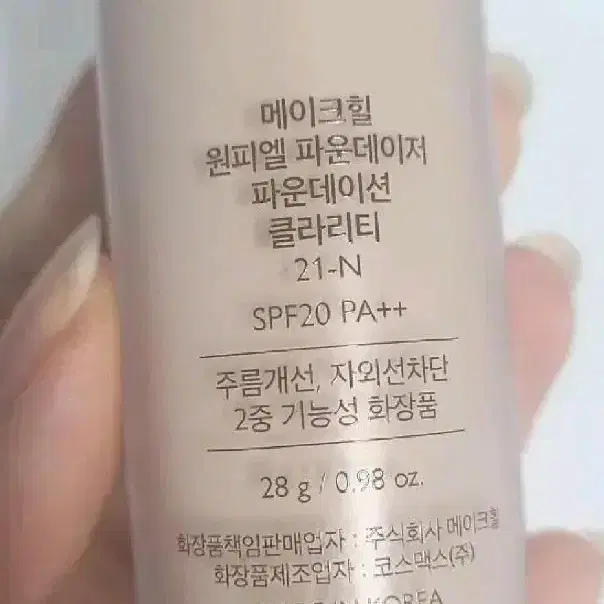 메이크힐
원피엘 파운데이저
파운데이션
클라리티
21-N
SPF20 PA++
주름개선, 자외선차단
2중 기능성 화장품
28 g / 0.98 oz.
화장품책임판매업자 : 주식회사 메이크힐
화장품제조업자 : 코스맥스(주)
IN KOREA